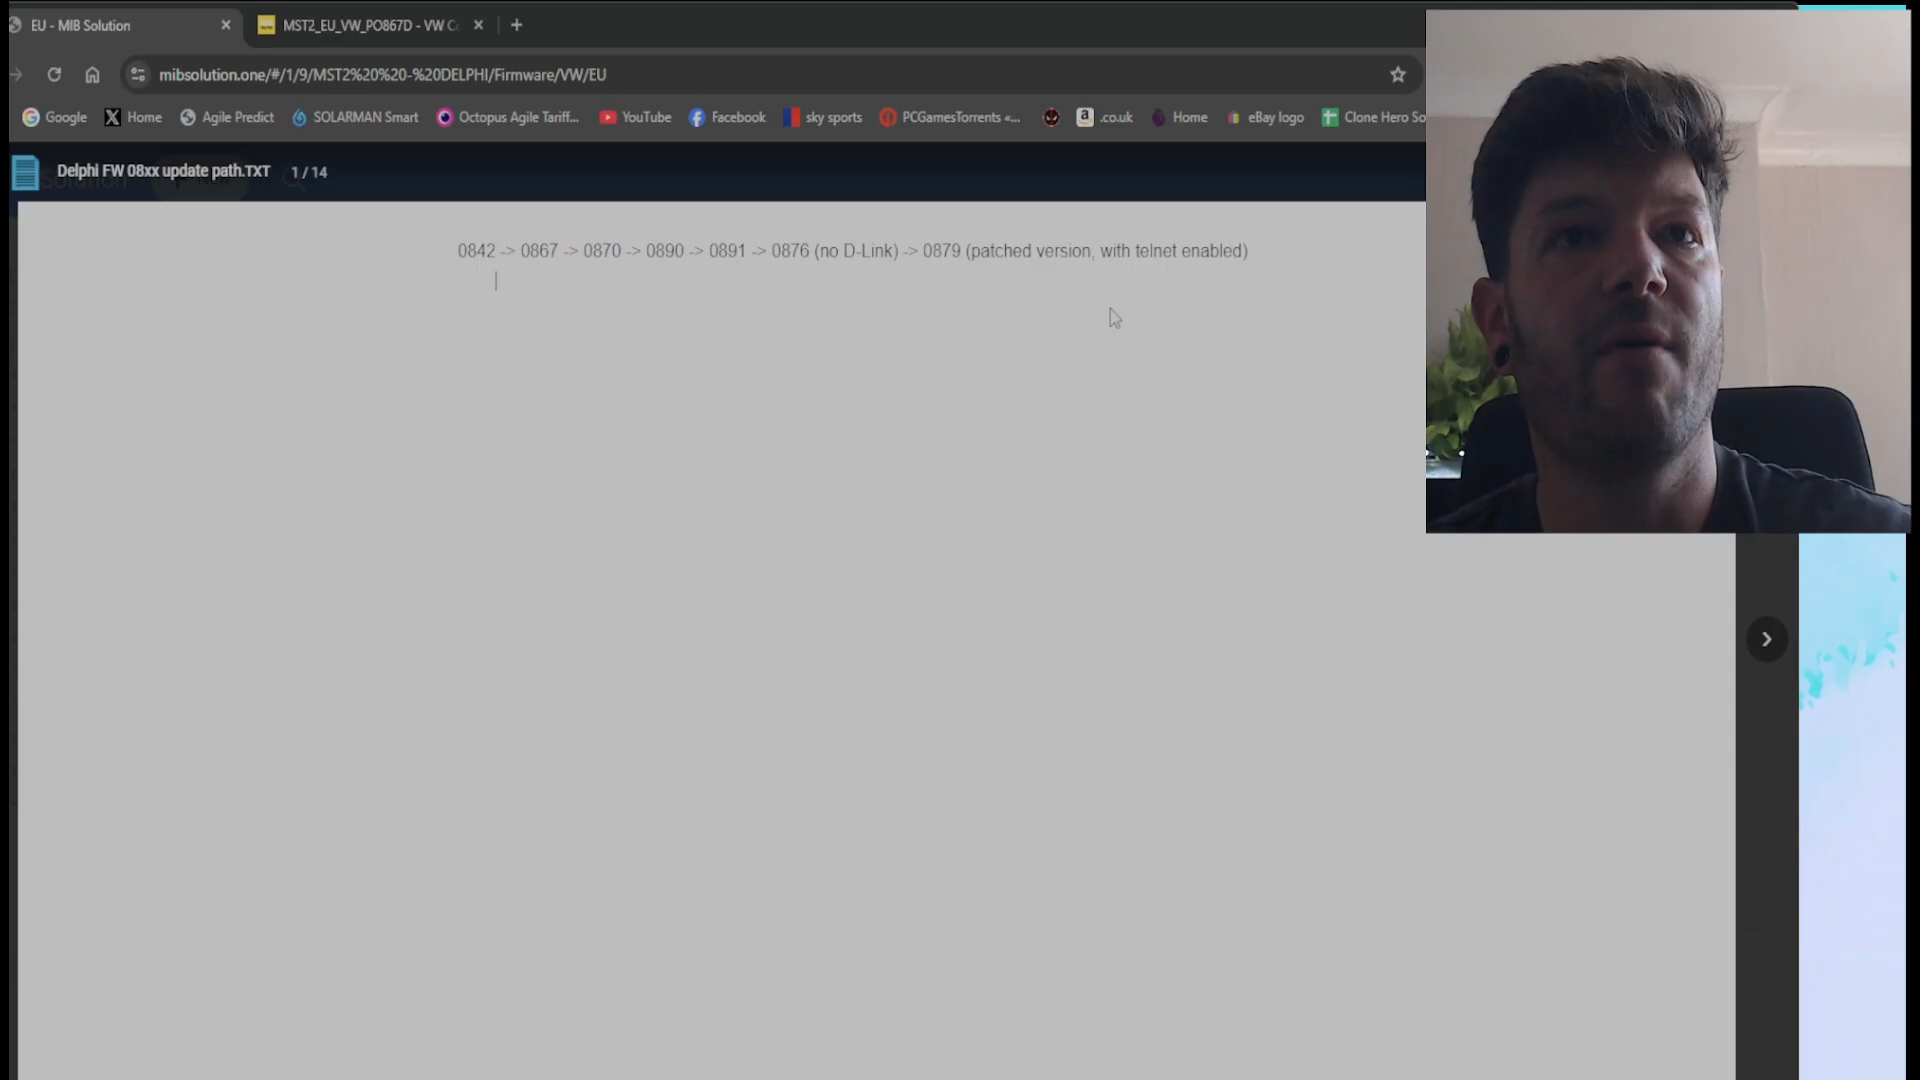 EU - MIB Solution
MST2_EU_VW_PO867D - VW C
mibsolution.one/#/1/9/MST2%20%20-%20DELPHI/Firmware/VW/EU
Google Home Agile Predict SOLARMAN Smart Octopus Agile Tariff... YouTube Facebook sky sports PCGamesTorrents «... .co.uk Home eBay logo Clone Hero So
Delphi FW 08xx update path.TXT 1 / 14
0842 -> 0867 -> 0870 -> 0890 -> 0891 -> 0876 (no D-Link) -> 0879 (patched version, with telnet enabled)